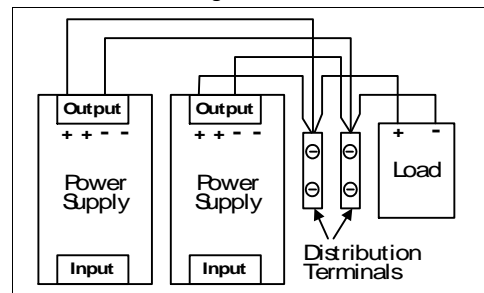 Output
+ + - -
Power
Supply
Input
Output
+ + - -
Power
Supply
Input
+ -
Load
Distribution
Terminals